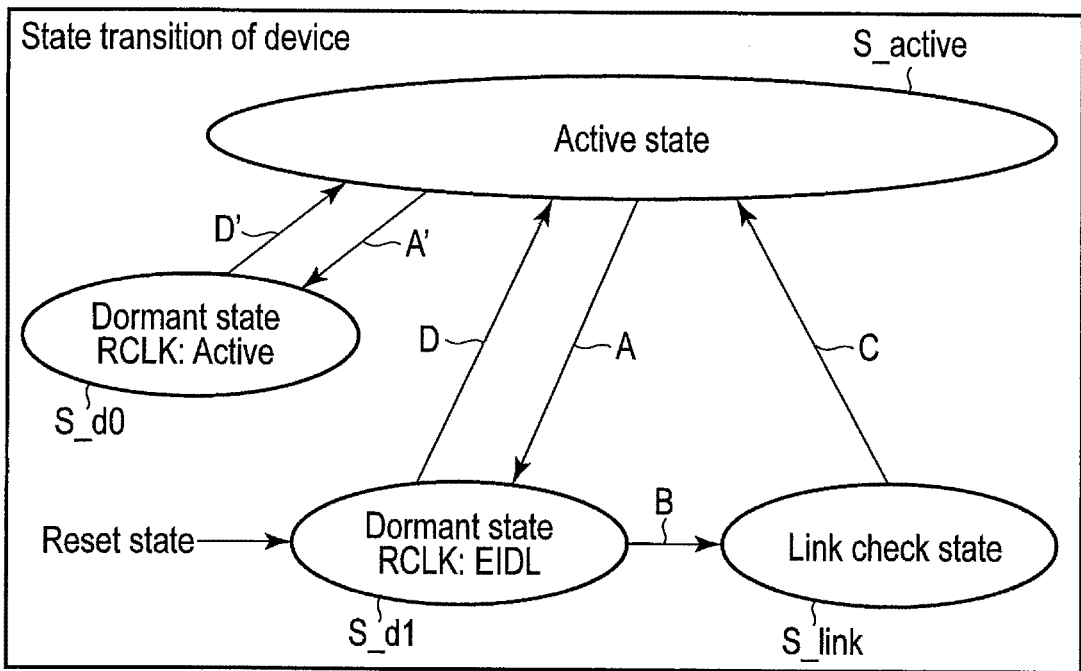 State transition of device
S_active
Active state
D'
A'
Dormant state
RCLK: Active
S_d0
D
A
C
Reset state
Dormant state
RCLK: EIDL
S_d1
B
Link check state
S_link